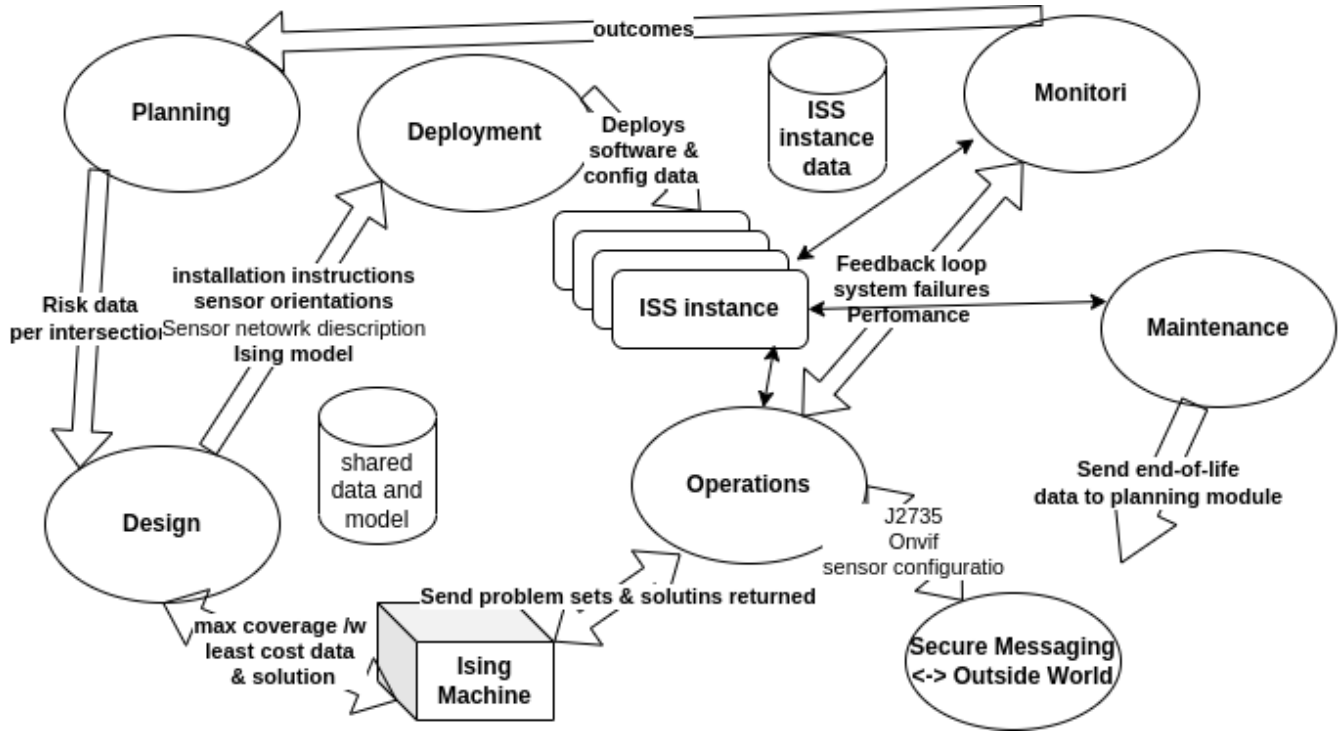 outcomes
Planning
Deployment
Deploys
software &
config data
ISS
instance
data
Monitori
Risk data
per intersection
installation instructions
sensor orientations
Sensor netowrk diescription
Ising model
ISS instance
Feedback loop
system failures
Perfomance
Maintenance
shared
data and
model
Design
Operations
Send end-of-life
data to planning module
J2735
Onvif
sensor configuratio
Send problem sets & solutins returned
max coverage /w
least cost data
& solution
Ising
Machine
Secure Messaging
<-> Outside World